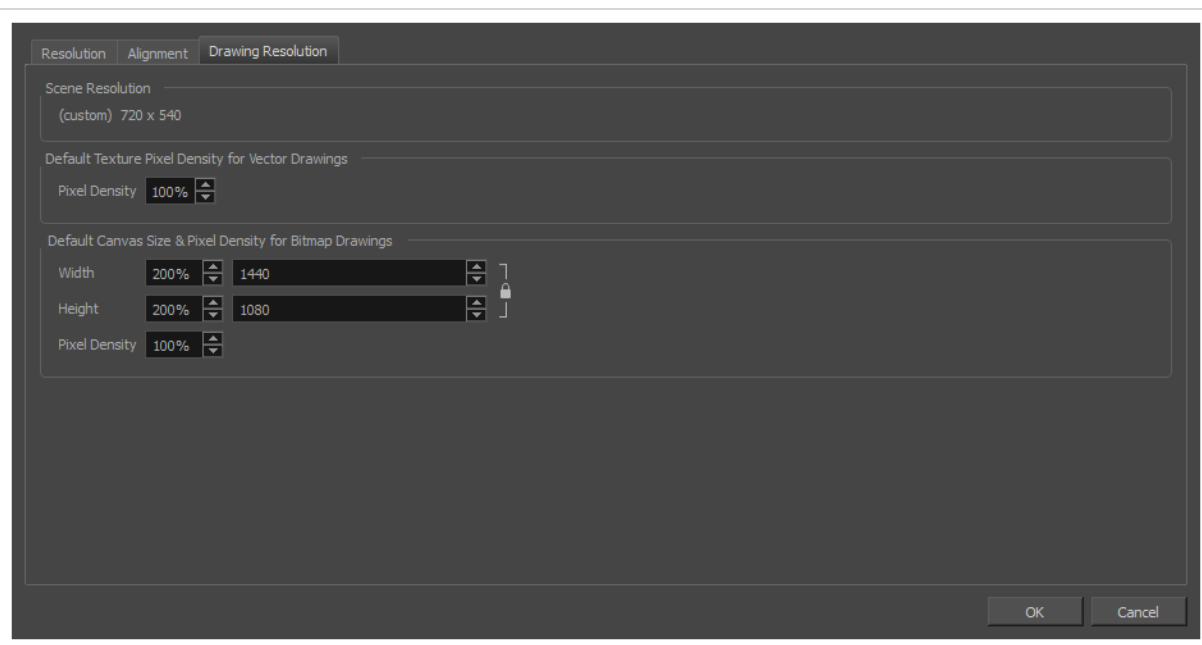 Resolution Alignment Drawing Resolution
Scene Resolution
(custom) 720 x 540
Default Texture Pixel Density for Vector Drawings
Pixel Density 100%
Default Canvas Size & Pixel Density for Bitmap Drawings
Width 200% 1440
Height 200% 1080
Pixel Density 100%
OK Cancel